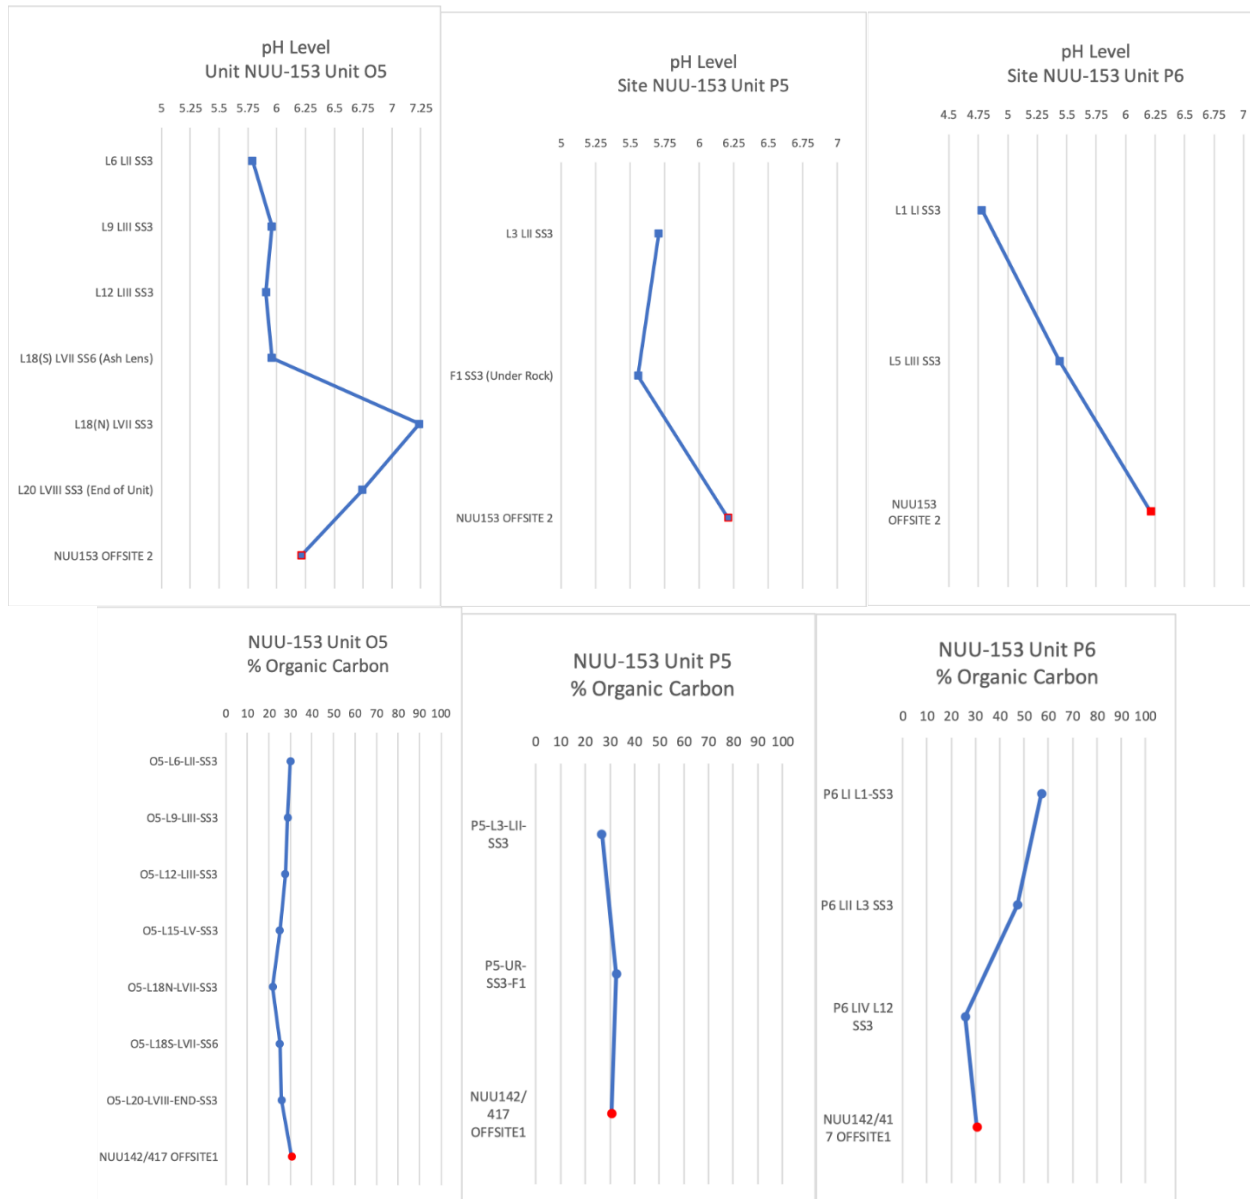 pH Level
Unit NUU-153 Unit O5
5 5.25 5.5 5.75 6 6.25 6.5 6.75 7 7.25
L6 LII SS3
L9 LIII SS3
L12 LIII SS3
L18(S) LVII SS6 (Ash Lens)
L18(N) LVII SS3
L20 LVIII SS3 (End of Unit)
NUU153 OFFSITE 2
pH Level
Site NUU-153 Unit P5
5 5.25 5.5 5.75 6 6.25 6.5 6.75 7
L3 LII SS3
F1 SS3 (Under Rock)
NUU153 OFFSITE 2
pH Level
Site NUU-153 Unit P6
4.5 4.75 5 5.25 5.5 5.75 6 6.25 6.5 6.75 7
L1 LI SS3
L5 LIII SS3
NUU153
OFFSITE 2
NUU-153 Unit O5
% Organic Carbon
0 10 20 30 40 50 60 70 80 90 100
O5-L6-LII-SS3
O5-L9-LIII-SS3
O5-L12-LIII-SS3
O5-L15-LV-SS3
O5-L18N-LVII-SS3
O5-L18S-LVII-SS6
O5-L20-LVIII-END-SS3
NUU142/417 OFFSITE1
NUU-153 Unit P5
% Organic Carbon
0 10 20 30 40 50 60 70 80 90 100
P5-L3-LII-
SS3
P5-UR-
SS3-F1
NUU142/
417
OFFSITE1
NUU-153 Unit P6
% Organic Carbon
0 10 20 30 40 50 60 70 80 90 100
P6 LI L1-SS3
P6 LII L3 SS3
P6 LIV L12
SS3
NUU142/41
7 OFFSITE1